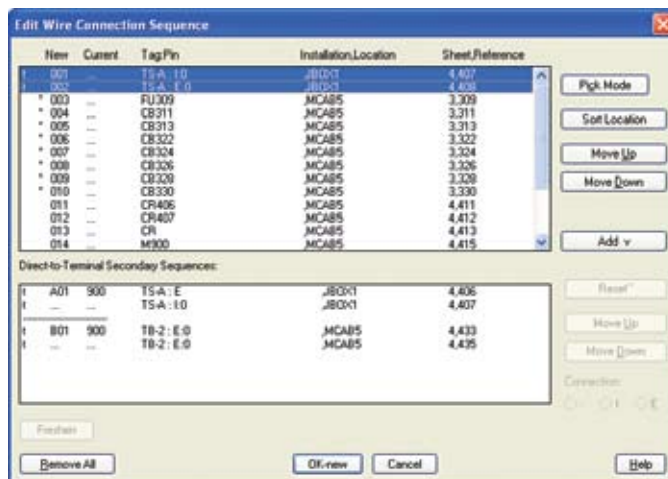 Edit Wire Connection Sequence
New Current Tag:Pin Installation,Location Sheet,Reference
t 001 ... TS-A : I:0 ,JBOX1 4,407
t 002 ... TS-A : E:0 ,JBOX1 4,408
* 003 ... FU309 ,MCAB5 3,309
* 004 ... CB311 ,MCAB5 3,311
* 005 ... CB313 ,MCAB5 3,313
* 006 ... CB322 ,MCAB5 3,322
* 007 ... CB324 ,MCAB5 3,324
* 008 ... CB326 ,MCAB5 3,326
* 009 ... CB328 ,MCAB5 3,328
* 010 ... CB330 ,MCAB5 3,330
011 ... CR406 ,MCAB5 4,411
012 ... CR407 ,MCAB5 4,412
013 ... CR ,MCAB5 4,413
014 ... M900 ,MCAB5 4,415
Pick Mode
Sort Location
Move Up
Move Down
Add v
Direct-to-Terminal Secondary Sequences:
t A01 900 TS-A : E ,JBOX1 4,406
t ... ... TS-A : I:0 ,JBOX1 4,407
t B01 900 TB-2 : E:0 ,MCAB5 4,433
t ... ... TB-2 : E:0 ,MCAB5 4,435
Reset*
Move Up
Move Down
Connection:
I E
Freshen
Remove All OK-new Cancel Help